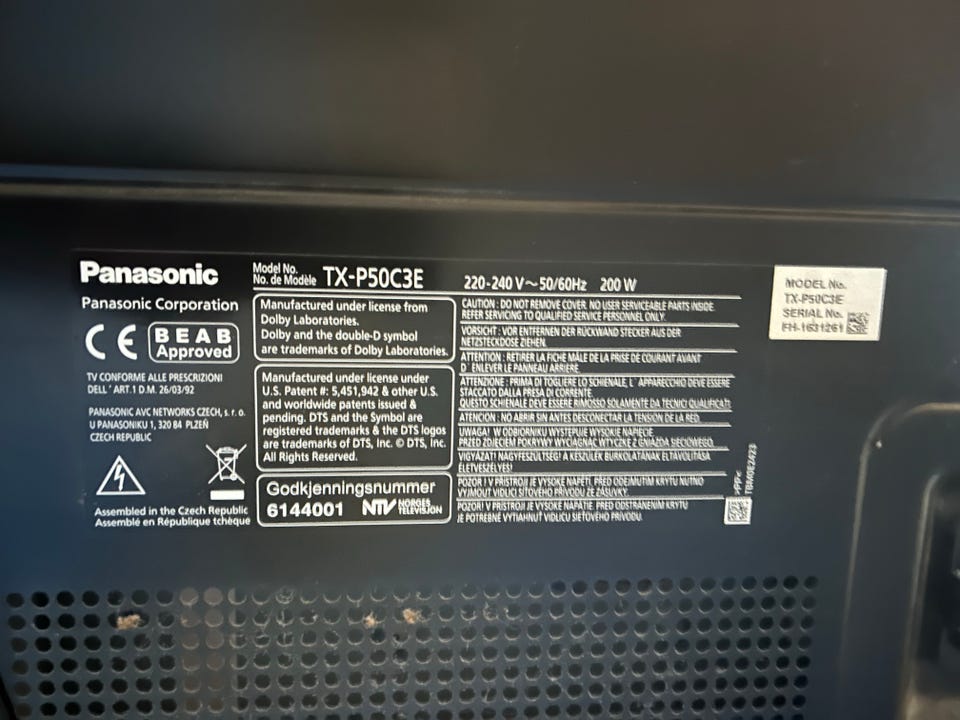 Panasonic
Panasonic Corporation
CE
BEAB
Approved
TV CONFORME ALLE PRESCRIZIONI
DELL' ART.1 D.M. 26/03/92
PANASONIC AVC NETWORKS CZECH, s. r. o.
U PANASONIKU 1, 320 84 PLZEŇ
CZECH REPUBLIC
Assembled in the Czech Republic
Assemblé en République tchèque
Model No.
No. de Modèle
TX-P50C3E
220-240 V~50/60Hz 200 W
Manufactured under license from
Dolby Laboratories.
Dolby and the double-D symbol
are trademarks of Dolby Laboratories.
Manufactured under license under
U.S. Patent #: 5,451,942 & other U.S.
and worldwide patents issued &
pending. DTS and the Symbol are
registered trademarks & the DTS logos
are trademarks of DTS, Inc. © DTS, Inc.
All Rights Reserved.
Godkjenningsnummer
6144001 NTV NORGES
TELEVISJON
CAUTION : DO NOT REMOVE COVER. NO USER SERVICEABLE PARTS INSIDE.
REFER SERVICING TO QUALIFIED SERVICE PERSONNEL ONLY.
VORSICHT : VOR ENTFERNEN DER RÜCKWAND STECKER AUS DER
NETZSTECKDOSE ZIEHEN.
ATTENTION : RETIRER LA FICHE MÂLE DE LA PRISE DE COURANT AVANT
D' ENLEVER LE PANNEAU ARRIÈRE.
ATTENZIONE : PRIMA DI TOGLIERE LO SCHIENALE, L' APPARECCHIO DEVE ESSERE
STACCATO DALLA PRESA DI CORRENTE.
QUESTO SCHIENALE DEVE ESSERE RIMOSSO SOLAMENTE DA TECNICI QUALIFICATI.
ATENCIÓN : NO ABRIR SIN ANTES DESCONECTAR LA TENSIÓN DE LA RED.
UWAGA! W ODBIORNIKU WYSTĘPUJE WYSOKIE NAPIĘCIE.
PRZED ZDJĘCIEM POKRYWY WYCIĄGNĄĆ WTYCZKĘ Z GNIAZDA SIECIOWEGO.
VIGYÁZAT! NAGYFESZÜLTSÉG! A KÉSZÜLÉK BURKOLATÁNAK ELTÁVOLÍTÁSA
ÉLETVESZÉLYES!
POZOR ! V PŘÍSTROJI JE VYSOKÉ NAPĚTÍ. PŘED ODEJMUTÍM KRYTU NUTNO
VYJMOUT VIDLICI SÍŤOVÉHO PŘÍVODU ZE ZÁSUVKY.
POZOR! V PRÍSTROJI JE VYSOKÉ NAPÄTIE. PRED ODSTRÁNENÍM KRYTU
JE POTREBNÉ VYTIAHNUŤ VIDLICU SIEŤOVÉHO PRÍVODU.
>PP<
TBM0E2423
MODEL No.
TX-P50C3E
SERIAL No.
FH-1631261